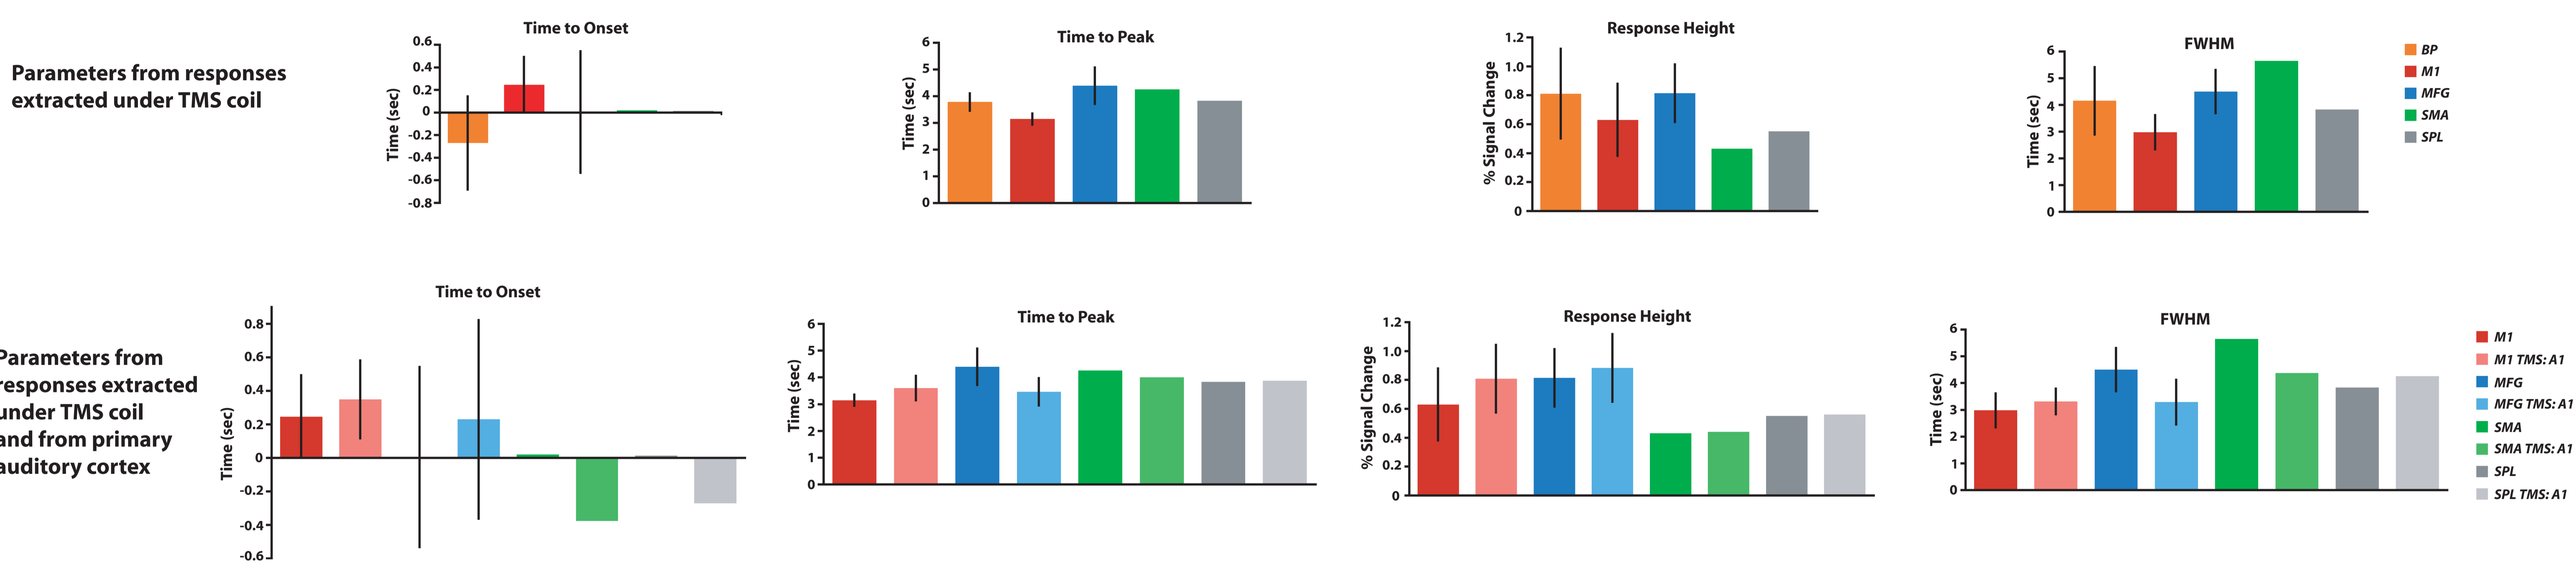 Parameters from responses
extracted under TMS coil
Time to Onset
Time (sec)
0.6
0.4
0.2
0
-0.2
-0.4
-0.6
-0.8
Time to Peak
Time (sec)
6
5
4
3
2
1
0
Response Height
% Signal Change
1.2
1.0
0.8
0.6
0.4
0.2
0
FWHM
Time (sec)
6
5
4
3
2
1
0
BP
M1
MFG
SMA
SPL
Parameters from
responses extracted
under TMS coil
and from primary
auditory cortex
Time to Onset
Time (sec)
0.8
0.6
0.4
0.2
0
-0.2
-0.4
-0.6
Time to Peak
Time (sec)
6
5
4
3
2
1
0
Response Height
% Signal Change
1.2
1.0
0.8
0.6
0.4
0.2
0
FWHM
Time (sec)
6
5
4
3
2
1
0
M1
M1 TMS: A1
MFG
MFG TMS: A1
SMA
SMA TMS: A1
SPL
SPL TMS: A1